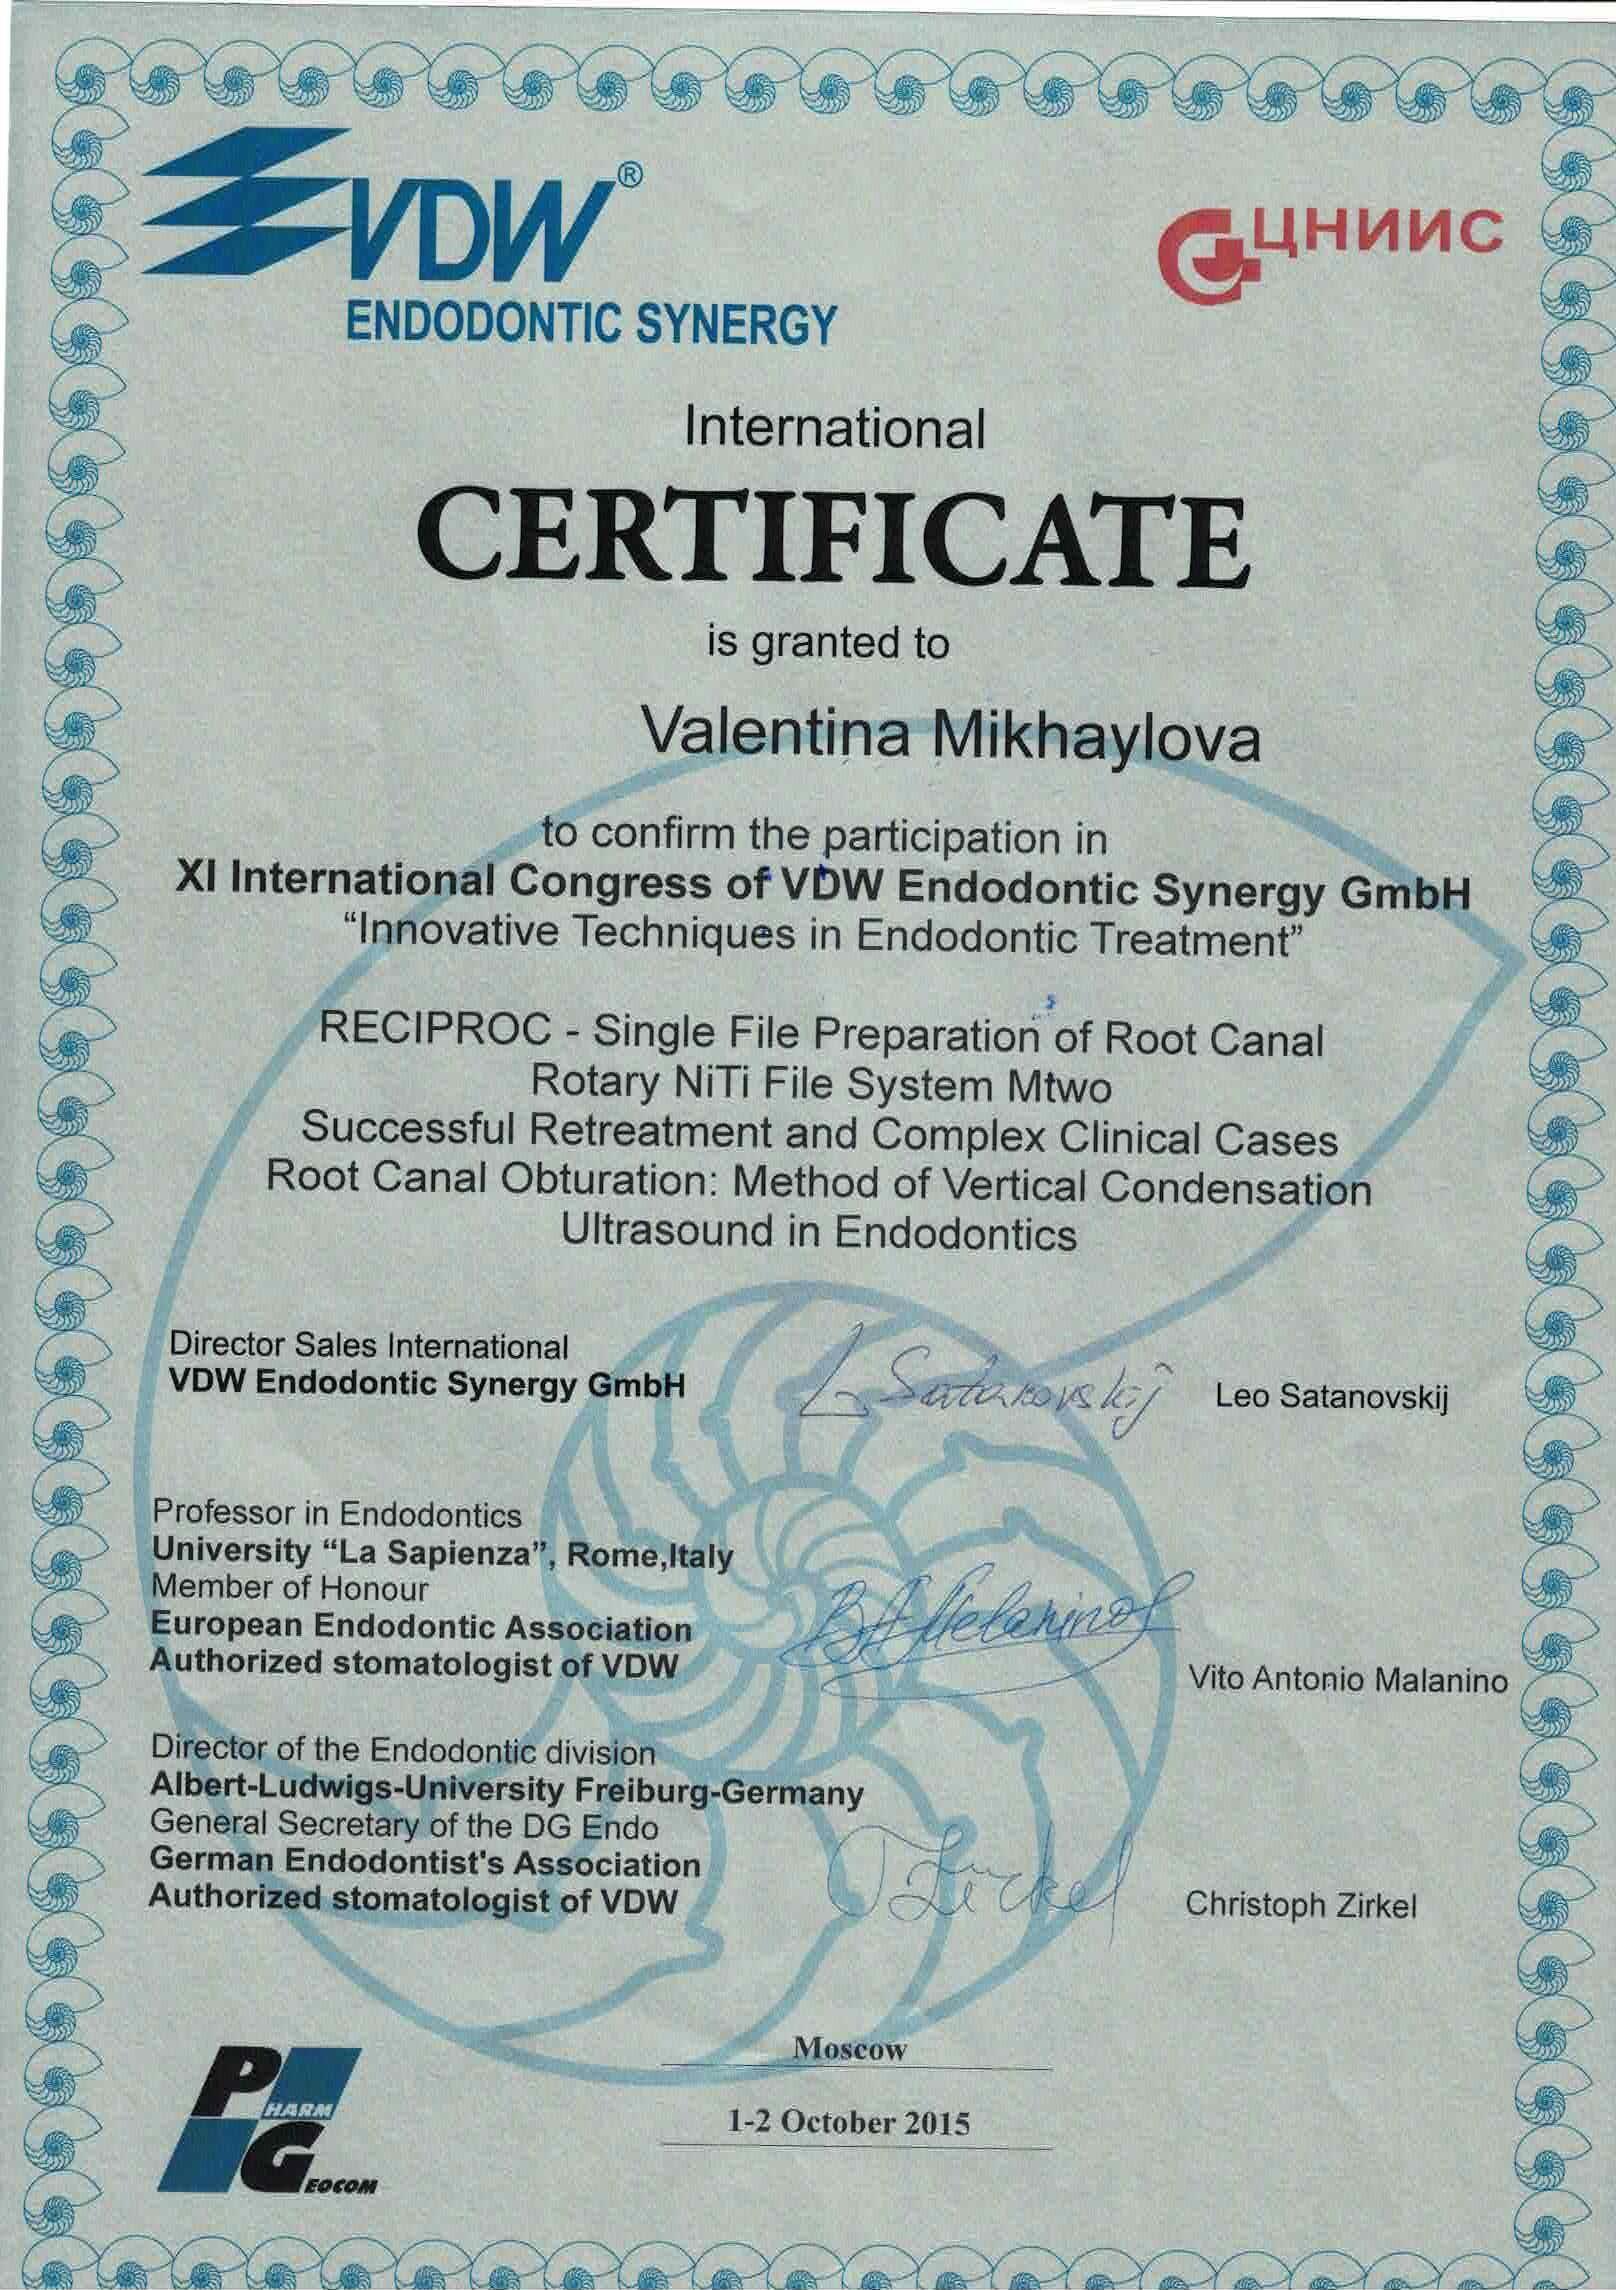 VDW®
ЦНИИС
ENDODONTIC SYNERGY
International
CERTIFICATE
is granted to
Valentina Mikhaylova
to confirm the participation in
XI International Congress of VDW Endodontic Synergy GmbH
“Innovative Techniques in Endodontic Treatment”
RECIPROC - Single File Preparation of Root Canal
Rotary NiTi File System Mtwo
Successful Retreatment and Complex Clinical Cases
Root Canal Obturation: Method of Vertical Condensation
Ultrasound in Endodontics
Director Sales International
VDW Endodontic Synergy GmbH
L Satanovskij
Leo Satanovskij
Professor in Endodontics
University “La Sapienza”, Rome,Italy
Member of Honour
European Endodontic Association
Authorized stomatologist of VDW
Vito Antonio Malanino
Director of the Endodontic division
Albert-Ludwigs-University Freiburg-Germany
General Secretary of the DG Endo
German Endodontist's Association
Authorized stomatologist of VDW
Zirkel
Christoph Zirkel
PHARM
GEOCOM
Moscow
1-2 October 2015